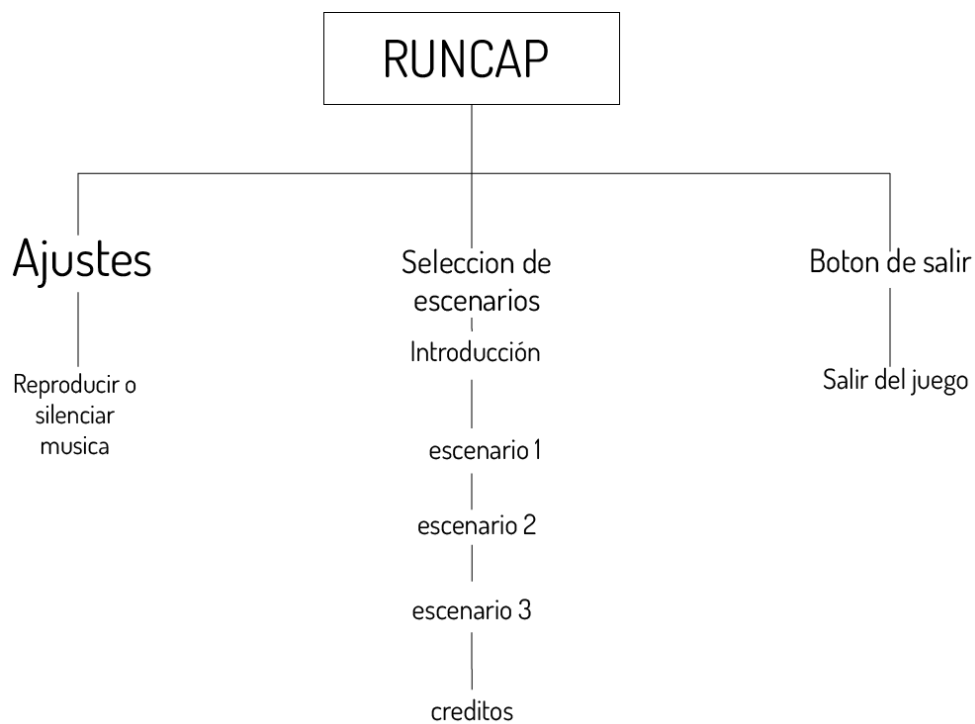 RUNCAP
Ajustes
Reproducir o
silenciar
musica
Seleccion de
escenarios
Introducción
escenario 1
escenario 2
escenario 3
creditos
Boton de salir
Salir del juego